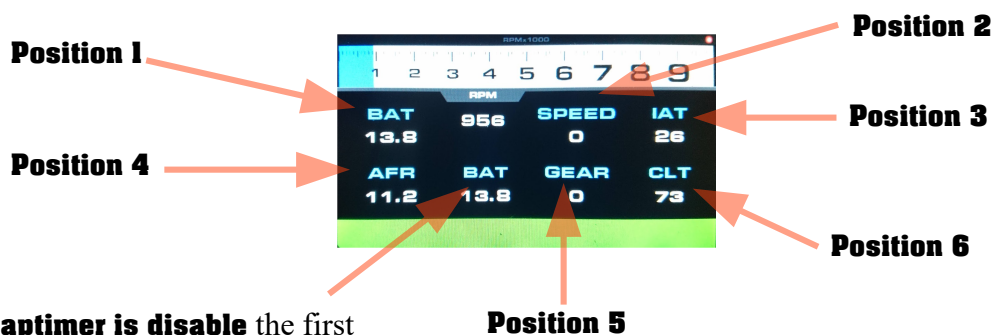 Position 2
Position 1
RPMx1000
1 2 3 4 5 6 7 8 9
RPM
BAT 956 SPEED IAT
13.8 0 26
Position 3
Position 4
AFR BAT GEAR CLT
11.2 13.8 0 73
Position 6
aptimer is disable the first
Position 5